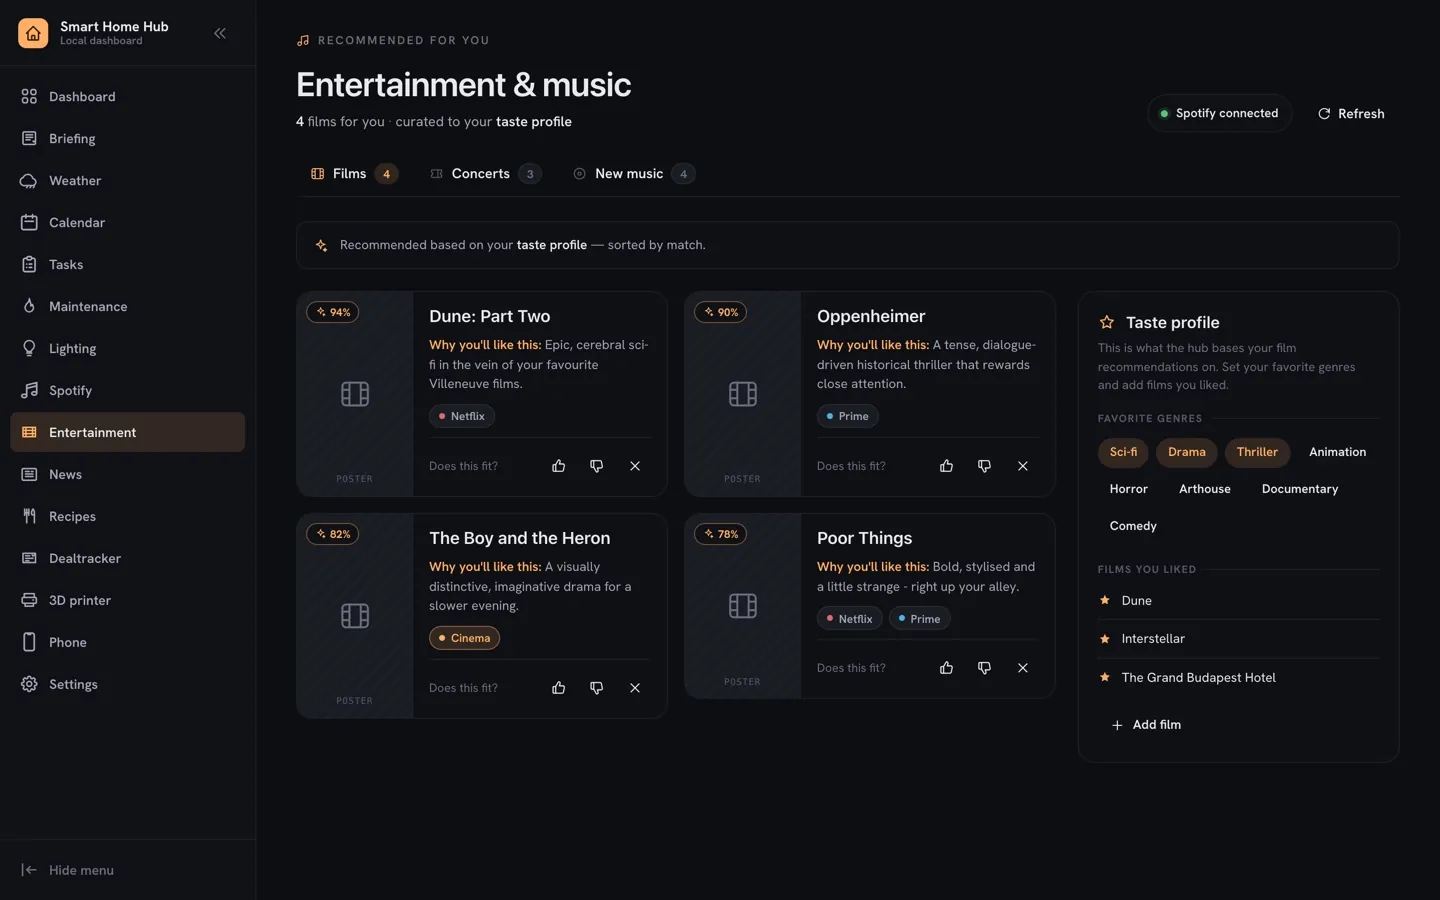 Smart Home Hub
Local dashboard
Dashboard
Briefing
Weather
Calendar
Tasks
Maintenance
Lighting
Spotify
Entertainment
News
Recipes
Dealtracker
3D printer
Phone
Settings
Hide menu
RECOMMENDED FOR YOU
Entertainment & music
4 films for you · curated to your taste profile
Spotify connected
Refresh
Films 4
Concerts 3
New music 4
Recommended based on your taste profile — sorted by match.
94%
POSTER
Dune: Part Two
Why you'll like this: Epic, cerebral sci-
fi in the vein of your favourite
Villeneuve films.
Netflix
Does this fit?
90%
POSTER
Oppenheimer
Why you'll like this: A tense, dialogue-
driven historical thriller that rewards
close attention.
Prime
Does this fit?
82%
POSTER
The Boy and the Heron
Why you'll like this: A visually
distinctive, imaginative drama for a
slower evening.
Cinema
Does this fit?
78%
POSTER
Poor Things
Why you'll like this: Bold, stylised and
a little strange - right up your alley.
Netflix Prime
Does this fit?
Taste profile
This is what the hub bases your film
recommendations on. Set your favorite genres
and add films you liked.
FAVORITE GENRES
Sci-fi Drama Thriller Animation
Horror Arthouse Documentary
Comedy
FILMS YOU LIKED
Dune
Interstellar
The Grand Budapest Hotel
Add film